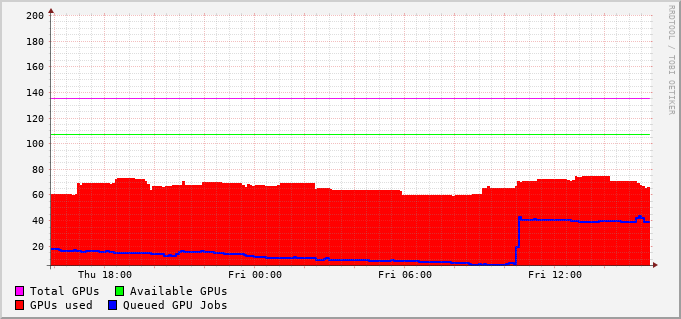 200
180
160
140
120
100
80
60
40
20
Thu 18:00 Fri 00:00 Fri 06:00 Fri 12:00
Total GPUs Available GPUs
GPUs used Queued GPU Jobs
RRDTOOL / TOBI OETIKER